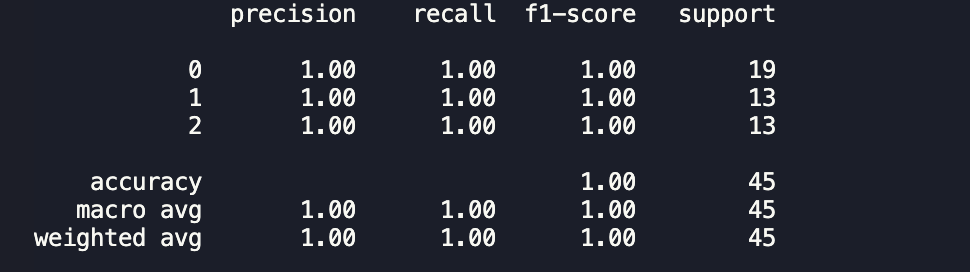 precision recall f1-score support
0 1.00 1.00 1.00 19
1 1.00 1.00 1.00 13
2 1.00 1.00 1.00 13
accuracy 1.00 45
macro avg 1.00 1.00 1.00 45
weighted avg 1.00 1.00 1.00 45